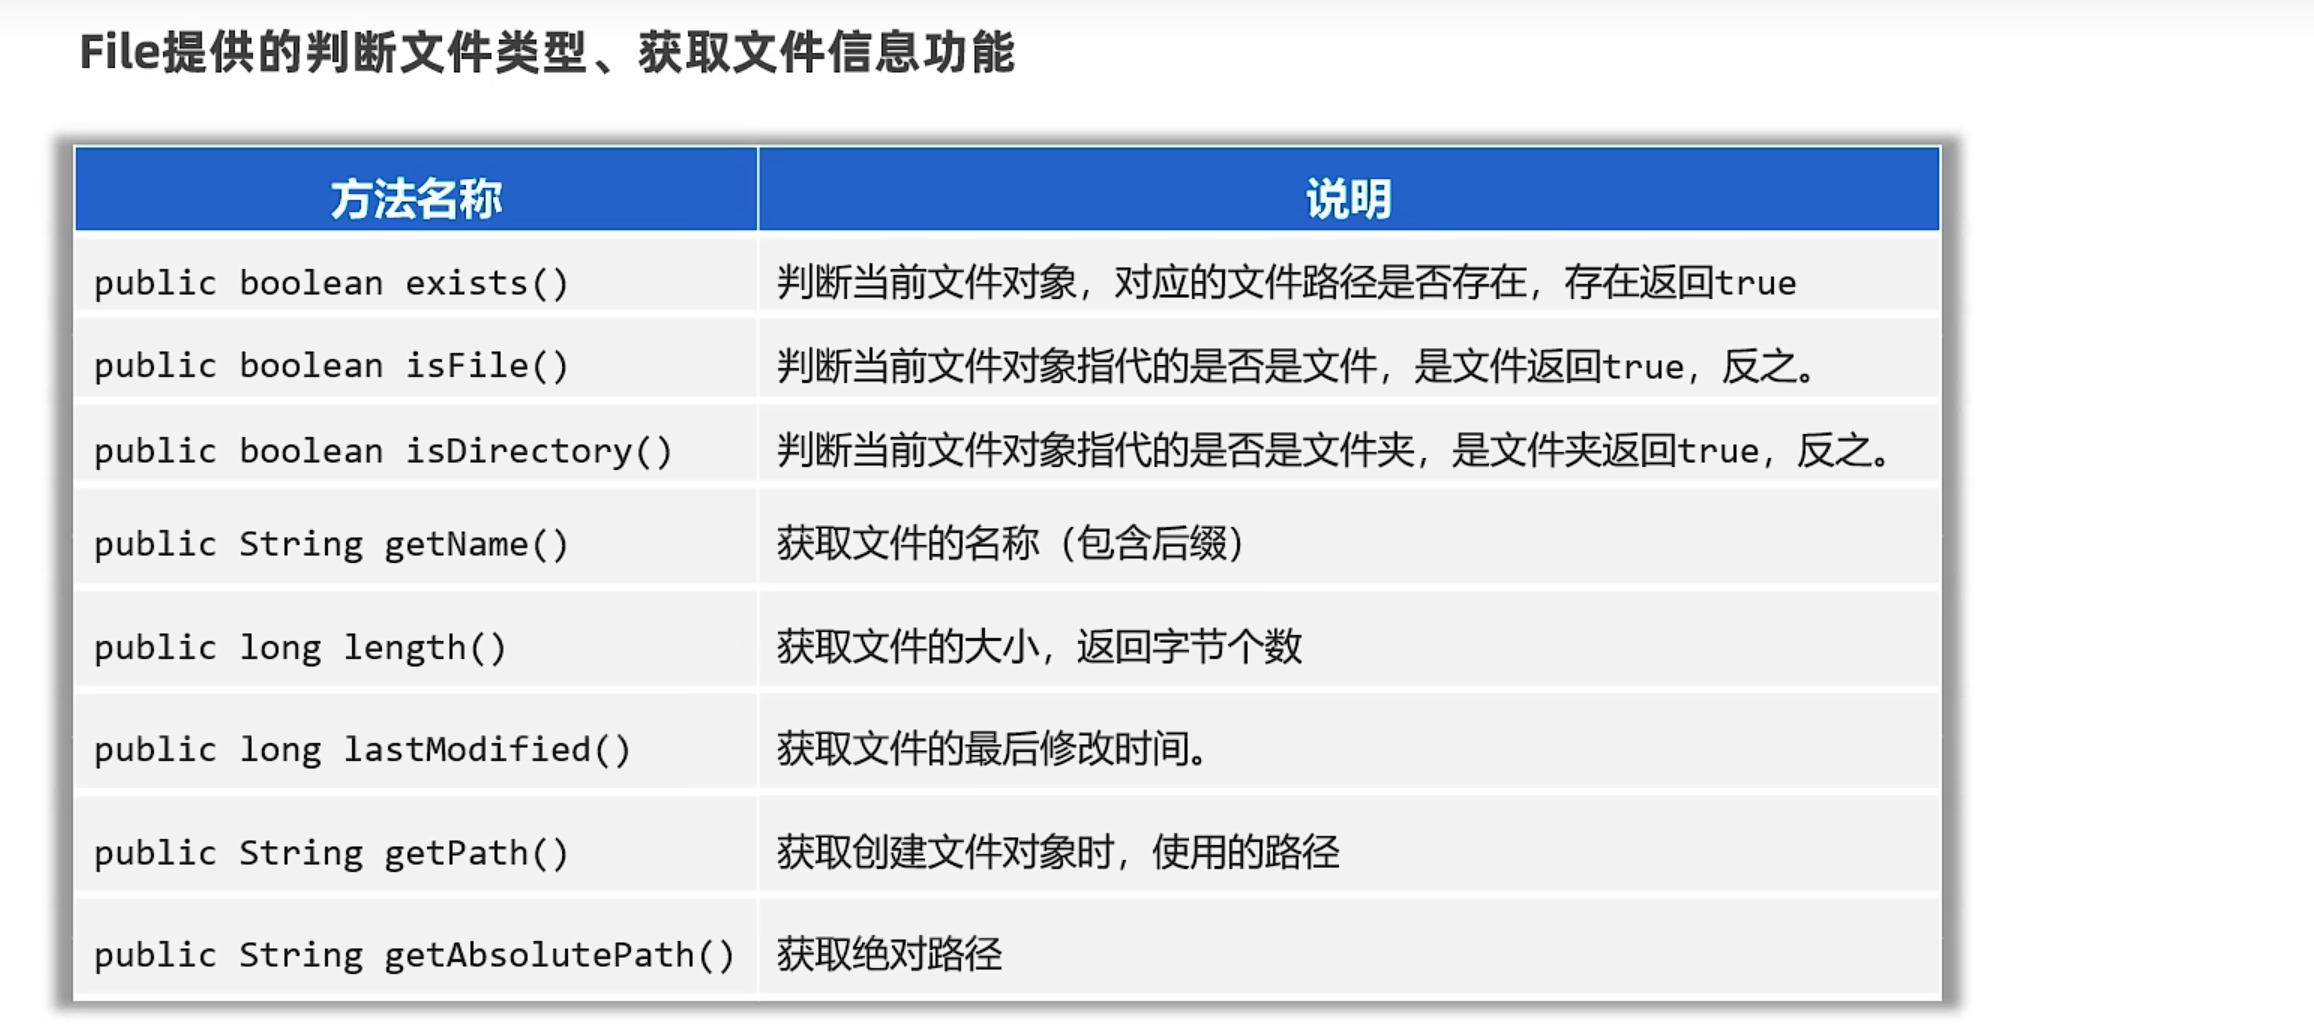 File提供的判断文件类型、获取文件信息功能
方法名称 说明
public boolean exists() 判断当前文件对象，对应的文件路径是否存在，存在返回true
public boolean isFile() 判断当前文件对象指代的是否是文件，是文件返回true，反之。
public boolean isDirectory() 判断当前文件对象指代的是否是文件夹，是文件夹返回true，反之。
public String getName() 获取文件的名称（包含后缀）
public long length() 获取文件的大小，返回字节个数
public long lastModified() 获取文件的最后修改时间。
public String getPath() 获取创建文件对象时，使用的路径
public String getAbsolutePath() 获取绝对路径